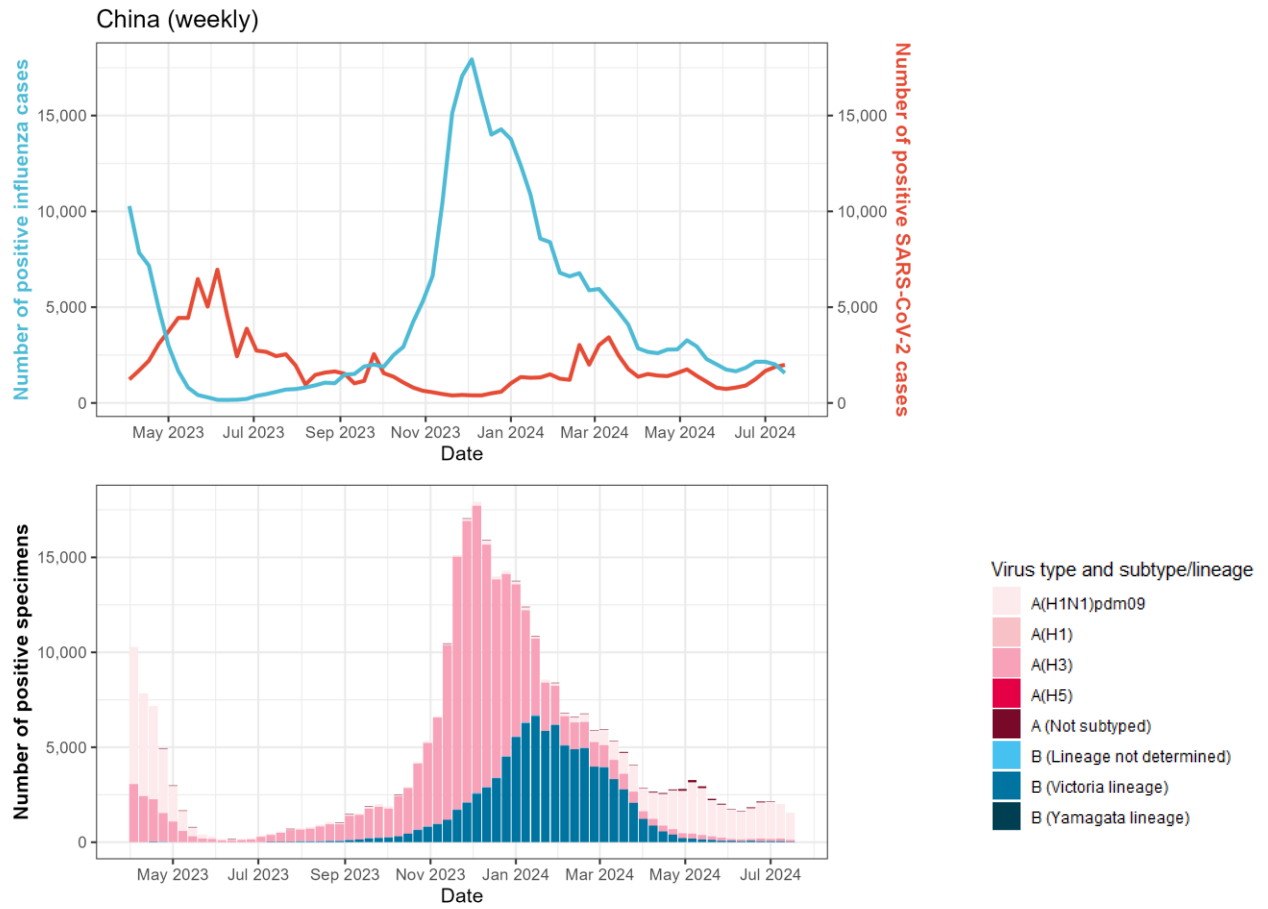 China (weekly)
Number of positive influenza cases
15,000
10,000
5,000
0
15,000
10,000
5,000
0
Number of positive SARS-CoV-2 cases
May 2023 Jul 2023 Sep 2023 Nov 2023 Jan 2024 Mar 2024 May 2024 Jul 2024
Date
Number of positive specimens
15,000
10,000
5,000
0
May 2023 Jul 2023 Sep 2023 Nov 2023 Jan 2024 Mar 2024 May 2024 Jul 2024
Date
Virus type and subtype/lineage
A(H1N1)pdm09
A(H1)
A(H3)
A(H5)
A (Not subtyped)
B (Lineage not determined)
B (Victoria lineage)
B (Yamagata lineage)